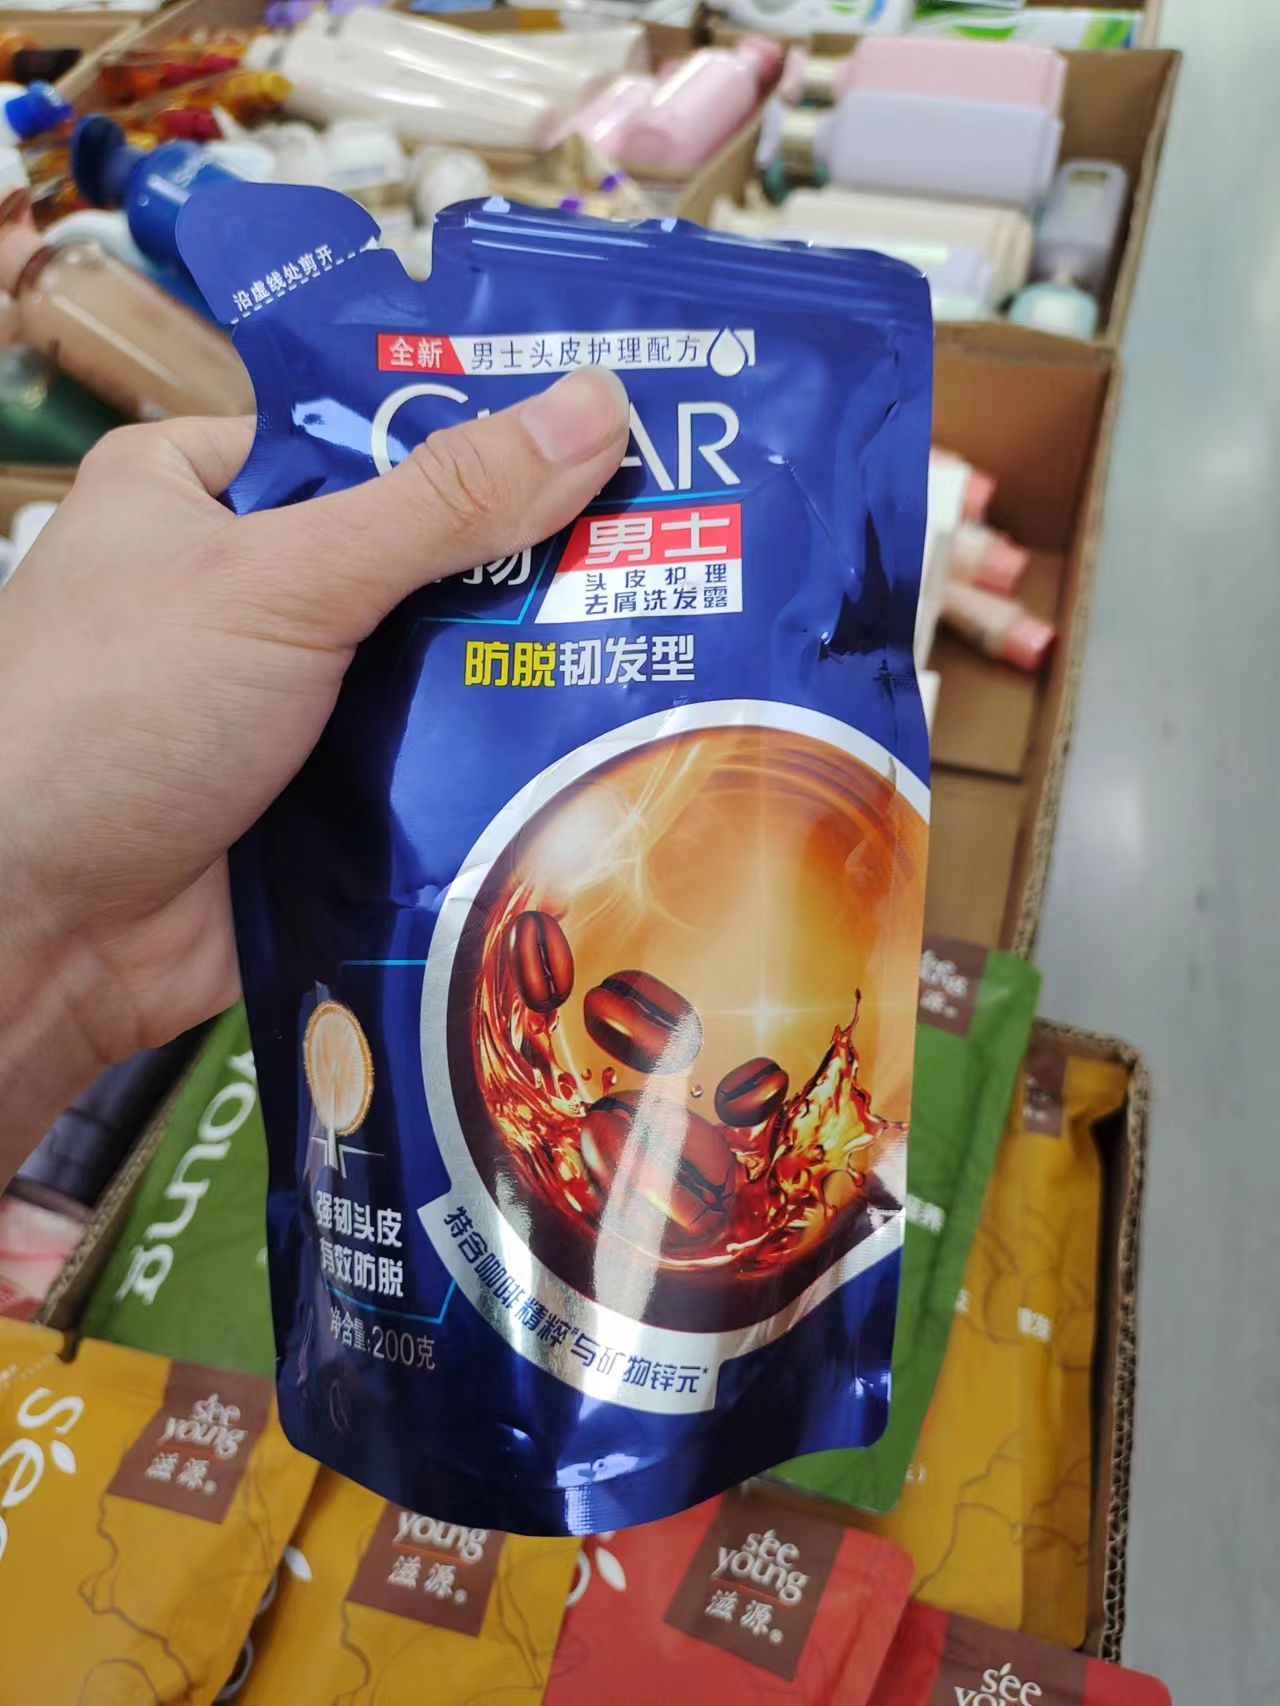 沿虚线处剪开
全新 男士头皮护理配方
男士
头皮护理
去屑洗发露
防脱韧发型
强韧头皮
有效防脱
净含量:200克
特含咖啡精粹#与矿物锌元*
young
see
young
滋源®
young
滋源®
see
young
滋源®
see